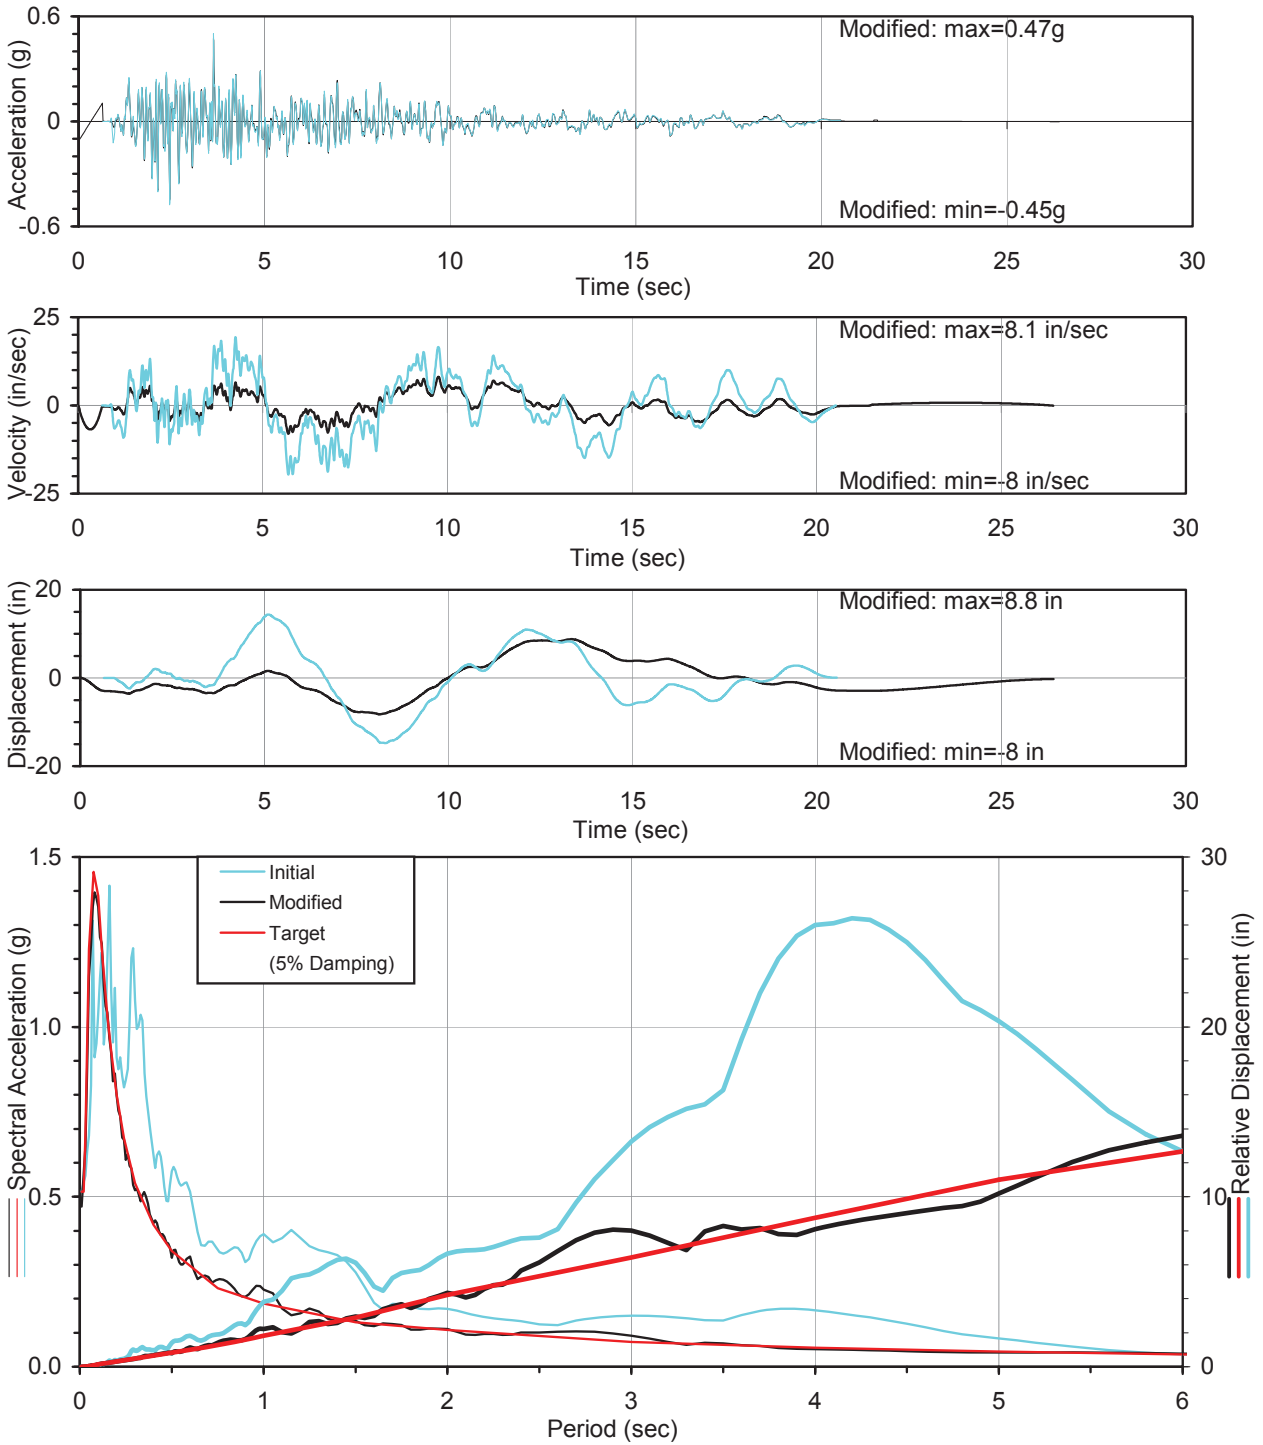 0.6
Modified: max=0.47g
Acceleration (g)
0
Modified: min=-0.45g
-0.6
0 5 10 15 20 25 30
Time (sec)
25
Modified: max=8.1 in/sec
Velocity (in/sec)
0
Modified: min=-8 in/sec
-25
0 5 10 15 20 25 30
Time (sec)
20
Modified: max=8.8 in
Displacement (in)
0
Modified: min=-8 in
-20
0 5 10 15 20 25 30
Time (sec)
1.5 30
Initial
Modified
Target
(5% Damping)
Spectral Acceleration (g)
Relative Displacement (in)
1.0 20
0.5 10
0.0 0
0 1 2 3 4 5 6
Period (sec)